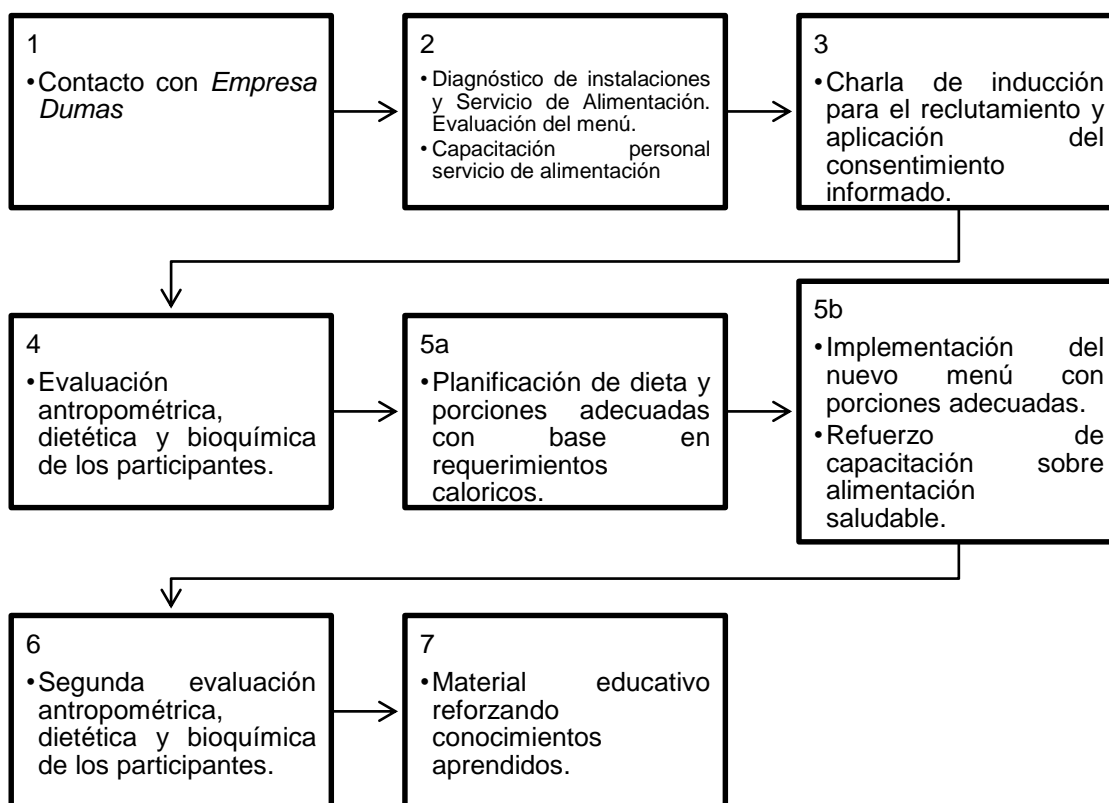 1
•Contacto con Empresa
Dumas
2
•Diagnóstico de instalaciones
y Servicio de Alimentación.
Evaluación del menú.
•Capacitación personal
servicio de alimentación
3
•Charla de inducción
para el reclutamiento y
aplicación del
consentimiento
informado.
4
•Evaluación
antropométrica,
dietética y bioquímica
de los participantes.
5a
•Planificación de dieta y
porciones adecuadas
con base en
requerimientos
caloricos.
5b
•Implementación del
nuevo menú con
porciones adecuadas.
•Refuerzo de
capacitación sobre
alimentación
saludable.
6
•Segunda evaluación
antropométrica,
dietética y bioquímica
de los participantes.
7
•Material educativo
reforzando
conocimientos
aprendidos.